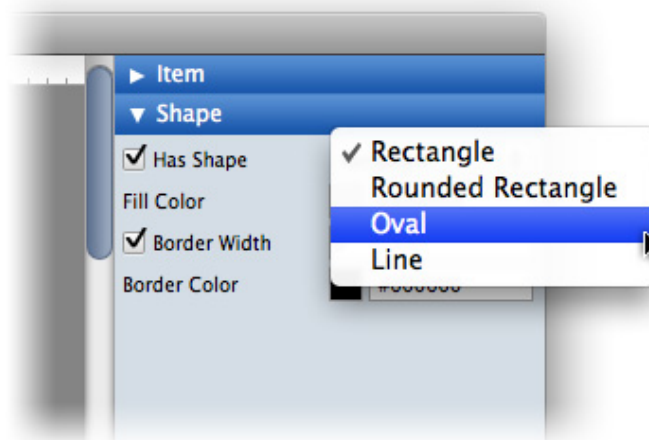 Item
Shape
Has Shape
Fill Color
Border Width
Border Color
✓ Rectangle
Rounded Rectangle
Oval
Line